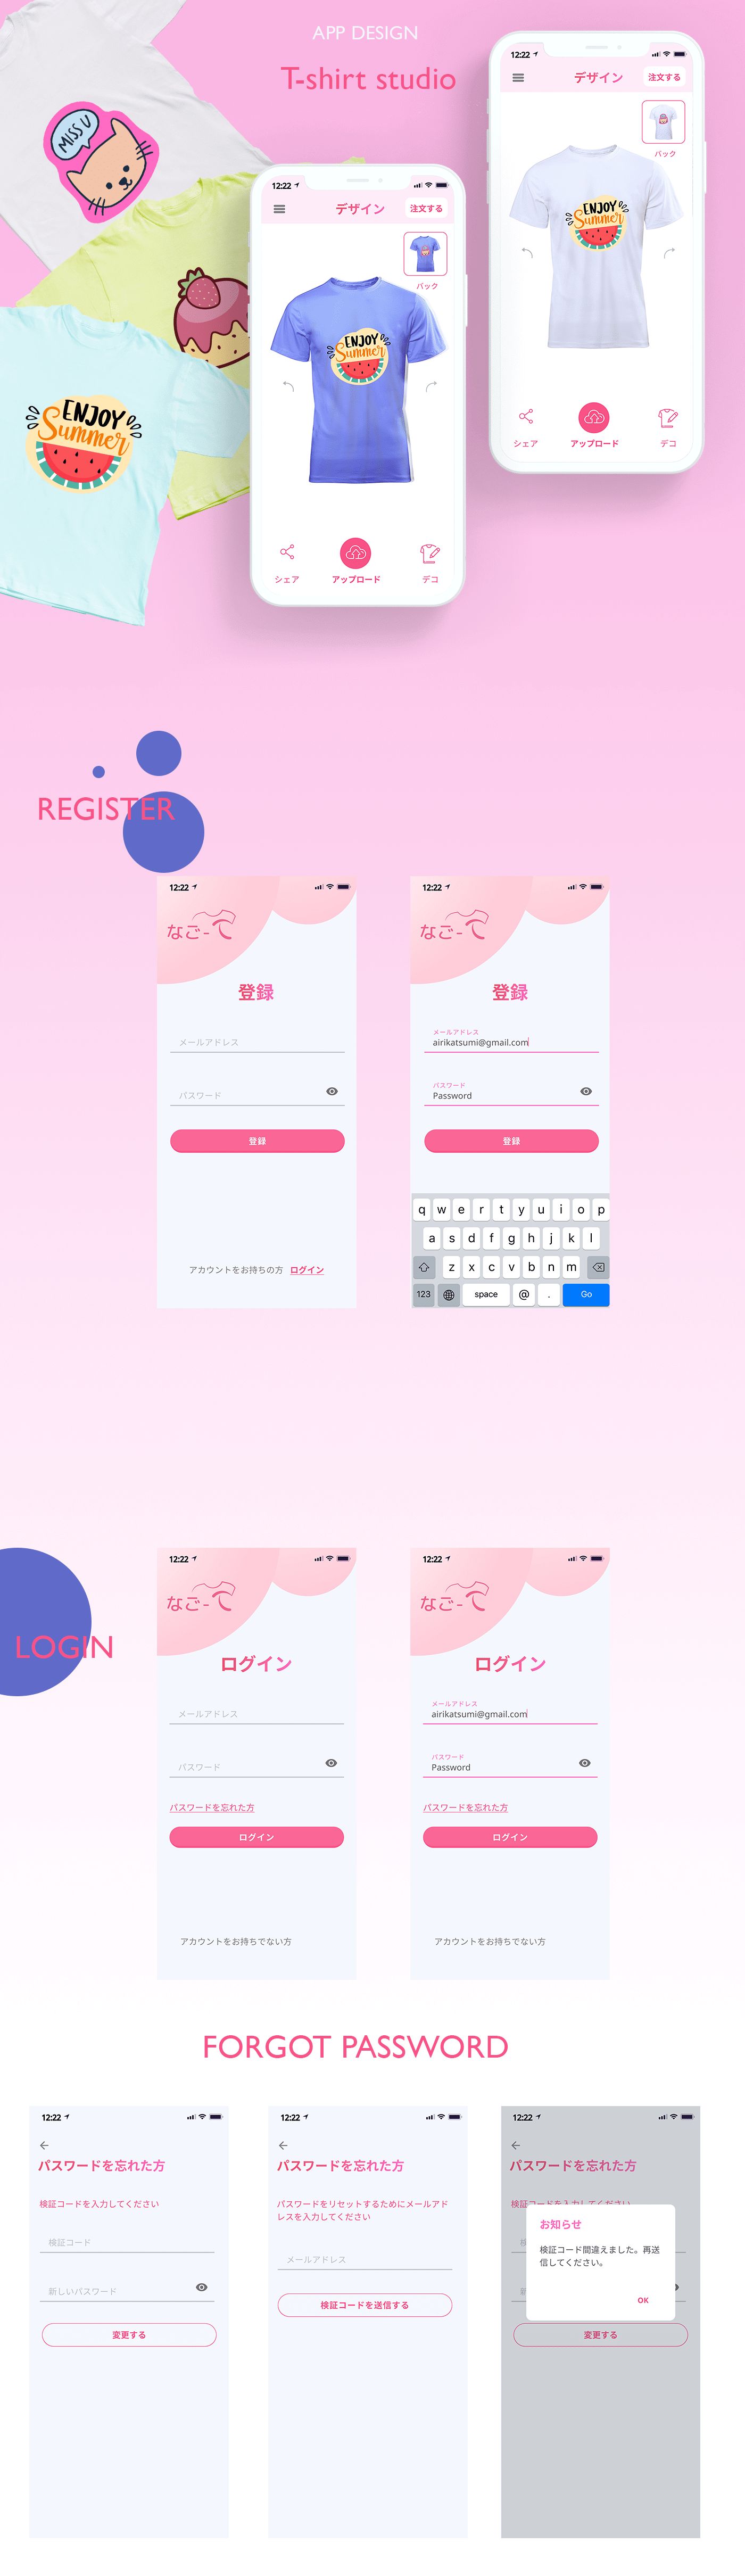 APP DESIGN
T-shirt studio
12:22
デザイン
注文する
バック
ENJOY
Summer
シェア
アップロード
デコ
12:22
デザイン
注文する
バック
ENJOY
Summer
シェア
アップロード
デコ
MISS U
ENJOY
Summer
REGISTER
12:22
なご-T
登録
メールアドレス
パスワード
登録
アカウントをお持ちの方 ログイン
12:22
なご-T
登録
メールアドレス
airikatsumi@gmail.com
パスワード
Password
登録
q w e r t y u i o p
a s d f g h j k l
z x c v b n m
123 space @ . Go
LOGIN
12:22
なご-T
ログイン
メールアドレス
パスワード
パスワードを忘れた方
ログイン
アカウントをお持ちでない方
12:22
なご-T
ログイン
メールアドレス
airikatsumi@gmail.com
パスワード
Password
パスワードを忘れた方
ログイン
アカウントをお持ちでない方
FORGOT PASSWORD
12:22
パスワードを忘れた方
検証コードを入力してください
検証コード
新しいパスワード
変更する
12:22
パスワードを忘れた方
パスワードをリセットするためにメールアド
レスを入力してください
メールアドレス
検証コードを送信する
12:22
パスワードを忘れた方
検証コードを入力してください
お知らせ
検証コード間違えました。再送
信してください。
OK
変更する